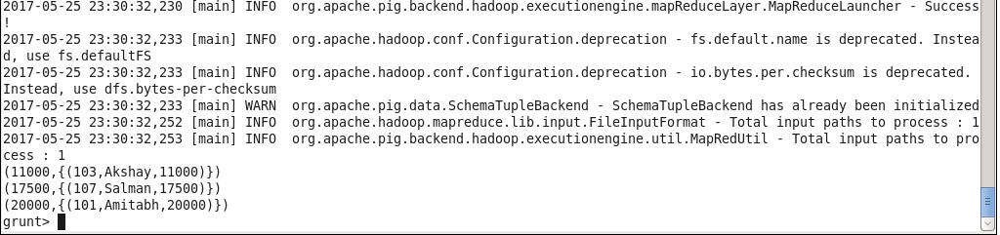 2017-05-25 23:30:32,230 [main] INFO  org.apache.pig.backend.hadoop.executionengine.mapReduceLayer.MapReduceLauncher - Success
!
2017-05-25 23:30:32,233 [main] INFO  org.apache.hadoop.conf.Configuration.deprecation - fs.default.name is deprecated. Instea
d, use fs.defaultFS
2017-05-25 23:30:32,233 [main] INFO  org.apache.hadoop.conf.Configuration.deprecation - io.bytes.per.checksum is deprecated.
Instead, use dfs.bytes-per-checksum
2017-05-25 23:30:32,233 [main] WARN  org.apache.pig.data.SchemaTupleBackend - SchemaTupleBackend has already been initialized
2017-05-25 23:30:32,252 [main] INFO  org.apache.hadoop.mapreduce.lib.input.FileInputFormat - Total input paths to process : 1
2017-05-25 23:30:32,253 [main] INFO  org.apache.pig.backend.hadoop.executionengine.util.MapRedUtil - Total input paths to pro
cess : 1
(11000,{(103,Akshay,11000)})
(17500,{(107,Salman,17500)})
(20000,{(101,Amitabh,20000)})
grunt>